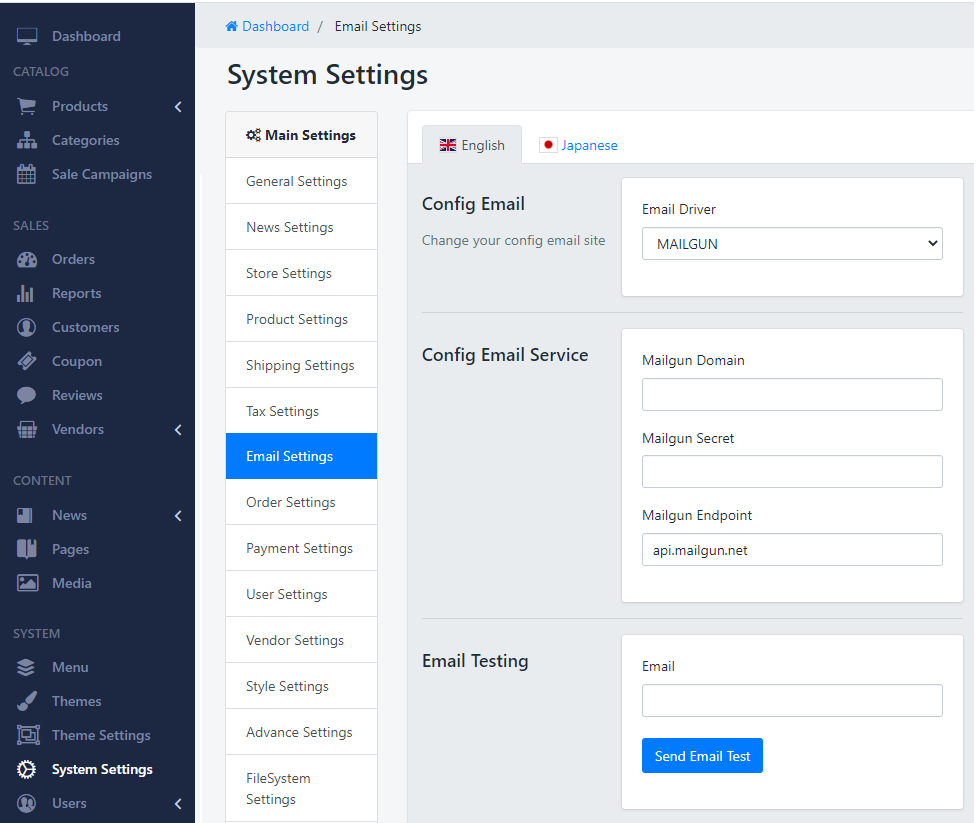 Dashboard
CATALOG
Products
Categories
Sale Campaigns
SALES
Orders
Reports
Customers
Coupon
Reviews
Vendors
CONTENT
News
Pages
Media
SYSTEM
Menu
Themes
Theme Settings
System Settings
Users
Dashboard / Email Settings
System Settings
Main Settings
General Settings
News Settings
Store Settings
Product Settings
Shipping Settings
Tax Settings
Email Settings
Order Settings
Payment Settings
User Settings
Vendor Settings
Style Settings
Advance Settings
FileSystem
Settings
English
Japanese
Config Email
Change your config email site
Email Driver
MAILGUN
Config Email Service
Mailgun Domain
Mailgun Secret
Mailgun Endpoint
api.mailgun.net
Email Testing
Email
Send Email Test